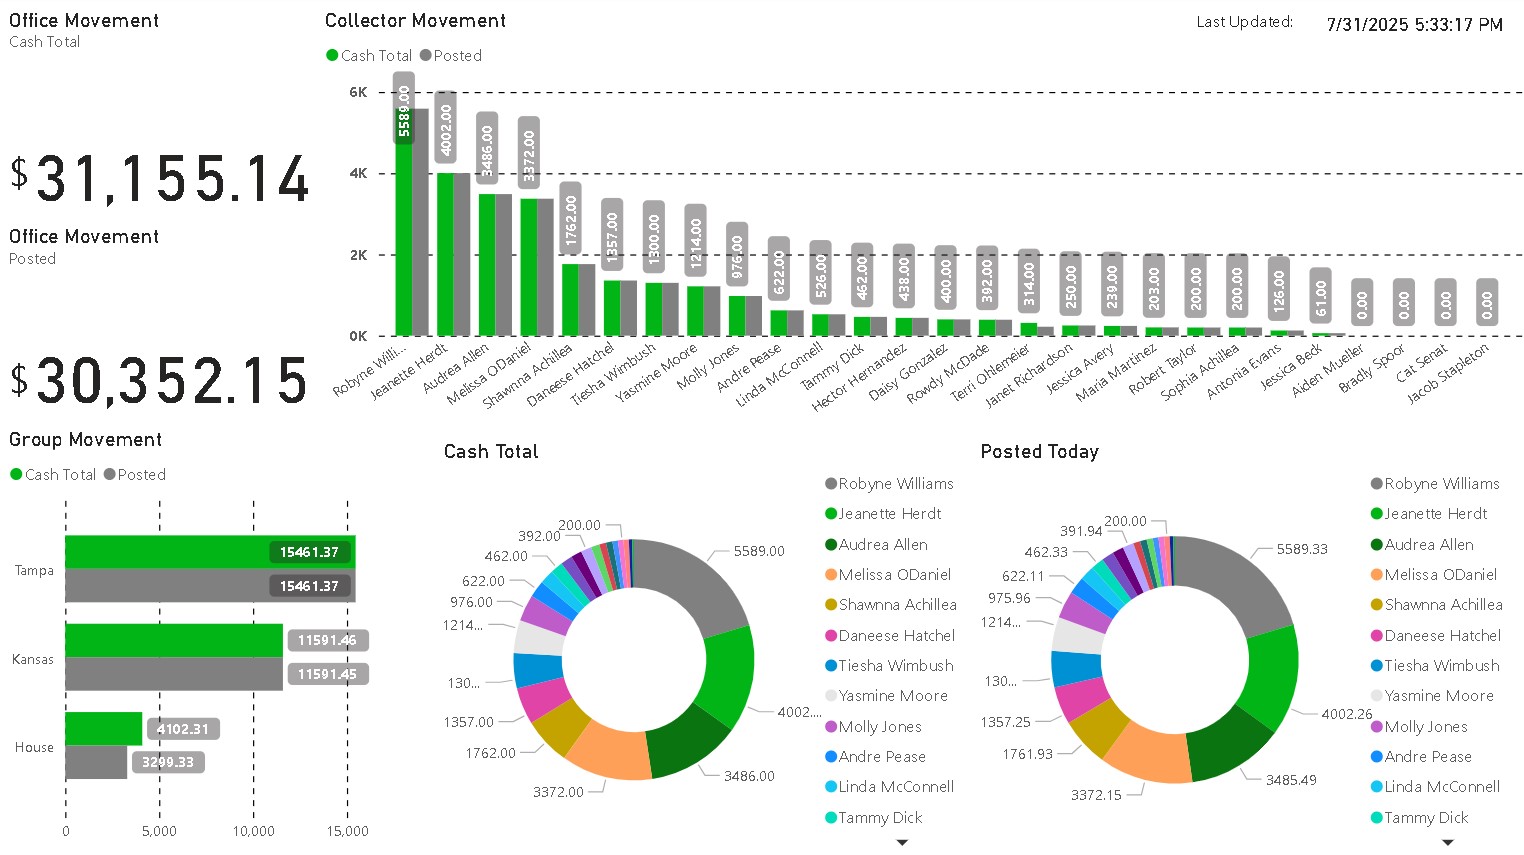 Office Movement
Cash Total
$31,155.14
Office Movement
Posted
$30,352.15
Collector Movement
Cash Total Posted
Last Updated: 7/31/2025 5:33:17 PM
6K
4K
2K
0K
5589.00 4002.00 3486.00 3372.00 1762.00 1357.00 1300.00 1214.00 976.00 622.00 526.00 462.00 438.00 400.00 392.00 314.00 250.00 239.00 203.00 200.00 200.00 126.00 61.00 0.00 0.00 0.00 0.00
Robyne Willi...
Jeanette Herdt
Audrea Allen
Melissa ODaniel
Shawnna Achillea
Daneese Hatchel
Tiesha Wimbush
Yasmine Moore
Molly Jones
Andre Pease
Linda McConnell
Tammy Dick
Hector Hernandez
Daisy Gonzalez
Rowdy McDade
Terri Ohlemeier
Janet Richardson
Jessica Avery
Maria Martinez
Robert Taylor
Sophia Achillea
Antonia Evans
Jessica Beck
Aiden Mueller
Bradly Spoor
Cat Senat
Jacob Stapleton
Group Movement
Cash Total Posted
Tampa
15461.37
15461.37
Kansas
11591.46
11591.45
House
4102.31
3299.33
0 5,000 10,000 15,000
Cash Total
5589.00
4002....
3486.00
3372.00
1762.00
1357.00
130...
1214...
976.00
622.00
462.00
392.00
200.00
Robyne Williams
Jeanette Herdt
Audrea Allen
Melissa ODaniel
Shawnna Achillea
Daneese Hatchel
Tiesha Wimbush
Yasmine Moore
Molly Jones
Andre Pease
Linda McConnell
Tammy Dick
Posted Today
5589.33
4002.26
3485.49
3372.15
1761.93
1357.25
130...
1214...
975.96
622.11
462.33
391.94
200.00
Robyne Williams
Jeanette Herdt
Audrea Allen
Melissa ODaniel
Shawnna Achillea
Daneese Hatchel
Tiesha Wimbush
Yasmine Moore
Molly Jones
Andre Pease
Linda McConnell
Tammy Dick